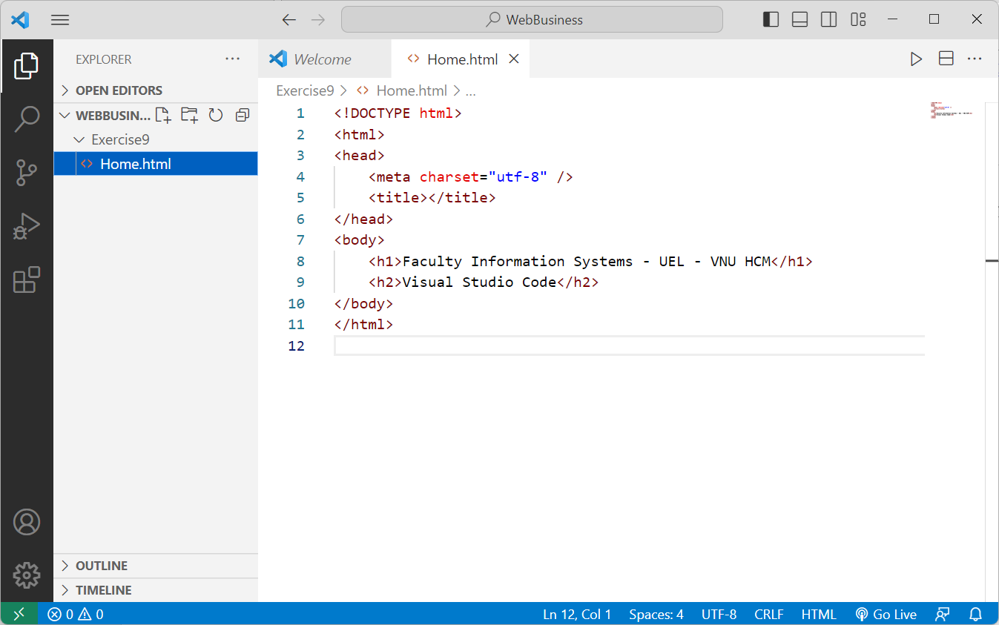 WebBusiness
EXPLORER
OPEN EDITORS
WEBBUSIN...
Exercise9
Home.html
OUTLINE
TIMELINE
Welcome
Home.html
Exercise9 > <> Home.html > ...
1 <!DOCTYPE html>
2 <html>
3 <head>
4     <meta charset="utf-8" />
5     <title></title>
6 </head>
7 <body>
8     <h1>Faculty Information Systems - UEL - VNU HCM</h1>
9     <h2>Visual Studio Code</h2>
10 </body>
11 </html>
12
0 0 Ln 12, Col 1 Spaces: 4 UTF-8 CRLF HTML Go Live